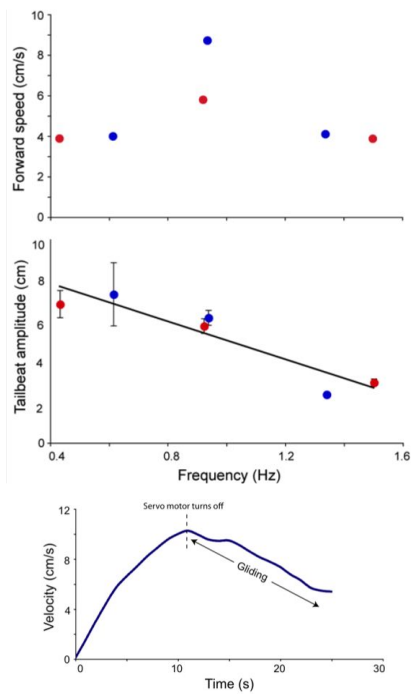 10
8
6
4
2
0
Forward speed (cm/s)
10
8
6
4
2
0
Tailbeat amplitude (cm)
0.4 0.8 1.2 1.6
Frequency (Hz)
Servo motor turns off
12
8
4
0
Velocity (cm/s)
Gliding
0 10 20 30
Time (s)